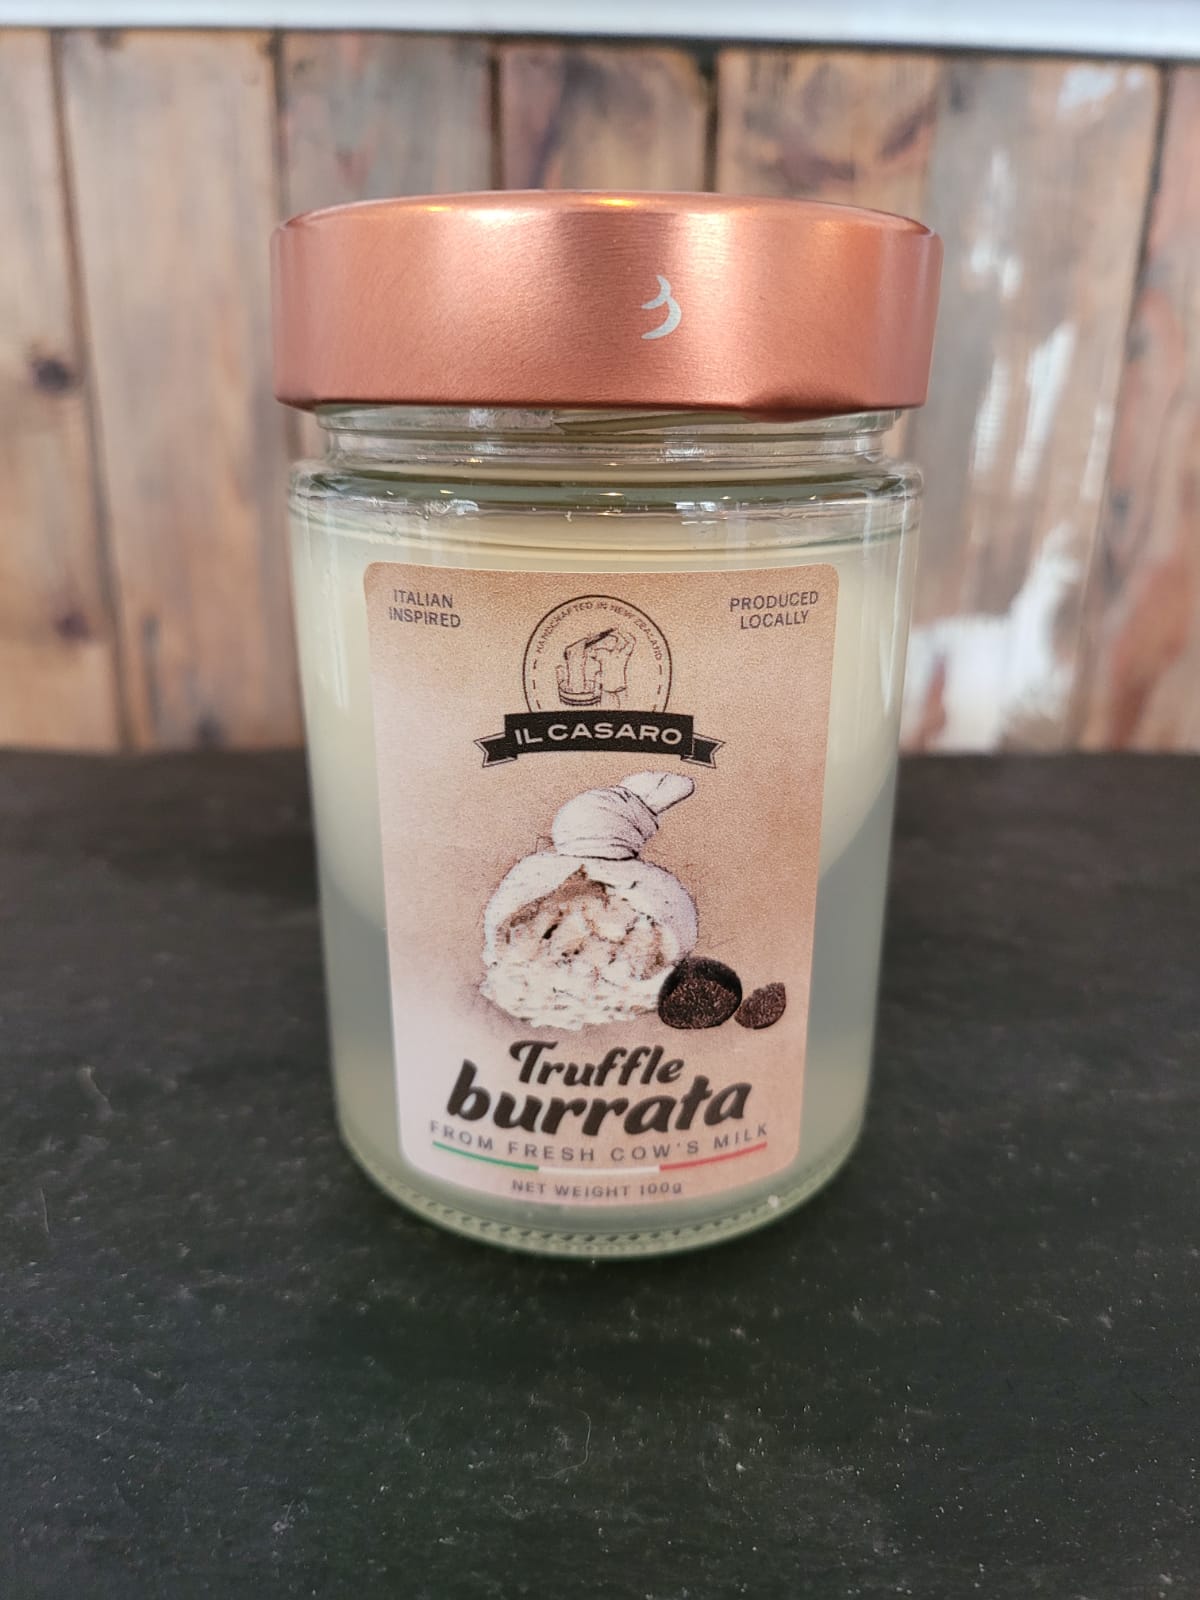 ITALIAN
INSPIRED
PRODUCED
LOCALLY
HANDCRAFTED IN NEW ZEALAND
IL CASARO
Truffle
burrata
FROM FRESH COW'S MILK
NET WEIGHT 100g